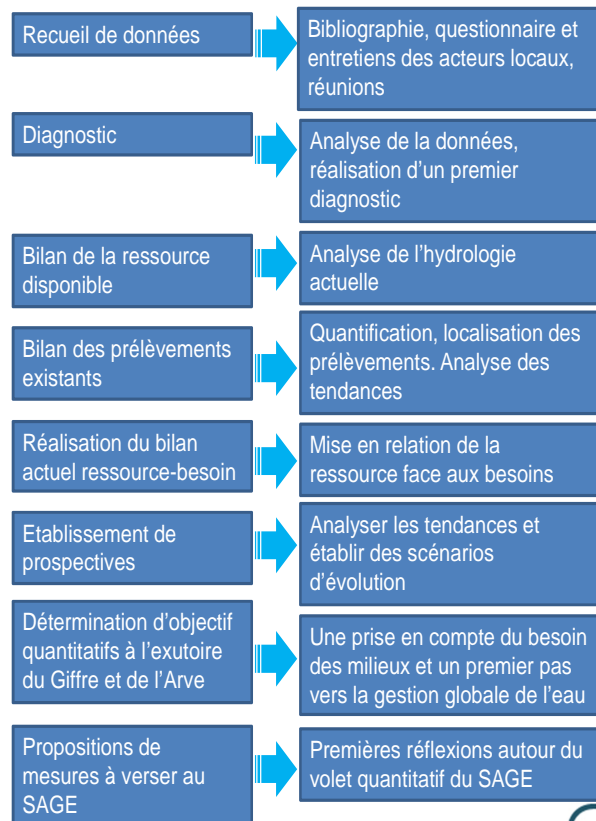 Recueil de données
Bibliographie, questionnaire et
entretiens des acteurs locaux,
réunions
Diagnostic
Analyse de la données,
réalisation d'un premier
diagnostic
Bilan de la ressource
disponible
Analyse de l'hydrologie
actuelle
Bilan des prélèvements
existants
Quantification, localisation des
prélèvements. Analyse des
tendances
Réalisation du bilan
actuel ressource-besoin
Mise en relation de la
ressource face aux besoins
Etablissement de
prospectives
Analyser les tendances et
établir des scénarios
d'évolution
Détermination d'objectif
quantitatifs à l'exutoire
du Giffre et de l'Arve
Une prise en compte du besoin
des milieux et un premier pas
vers la gestion globale de l'eau
Propositions de
mesures à verser au
SAGE
Premières réflexions autour du
volet quantitatif du SAGE